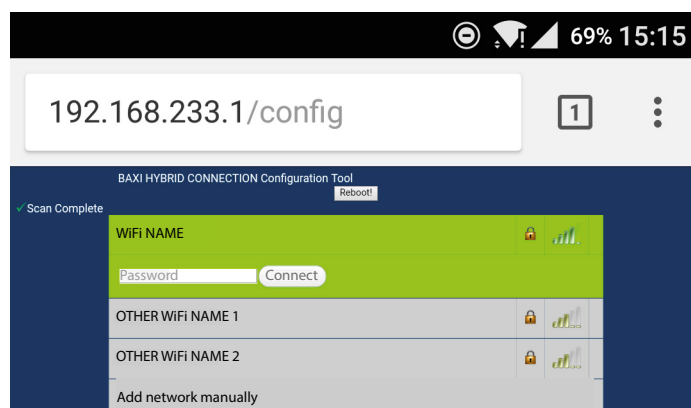 69% 15:15
192.168.233.1/config
1
BAXI HYBRID CONNECTION Configuration Tool
Reboot!
✓Scan Complete
WiFi NAME
Password Connect
OTHER WiFi NAME 1
OTHER WiFi NAME 2
Add network manually